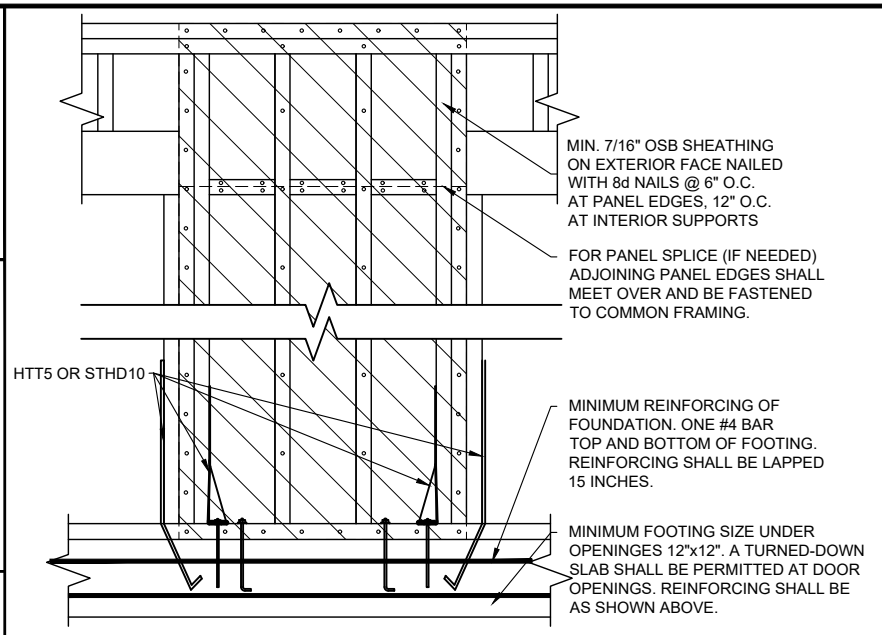 MIN. 7/16" OSB SHEATHING
ON EXTERIOR FACE NAILED
WITH 8d NAILS @ 6" O.C.
AT PANEL EDGES, 12" O.C.
AT INTERIOR SUPPORTS
FOR PANEL SPLICE (IF NEEDED)
ADJOINING PANEL EDGES SHALL
MEET OVER AND BE FASTENED
TO COMMON FRAMING.
HTT5 OR STHD10
MINIMUM REINFORCING OF
FOUNDATION. ONE #4 BAR
TOP AND BOTTOM OF FOOTING.
REINFORCING SHALL BE LAPPED
15 INCHES.
MINIMUM FOOTING SIZE UNDER
OPENINGES 12"x12". A TURNED-DOWN
SLAB SHALL BE PERMITTED AT DOOR
OPENINGS. REINFORCING SHALL BE
AS SHOWN ABOVE.